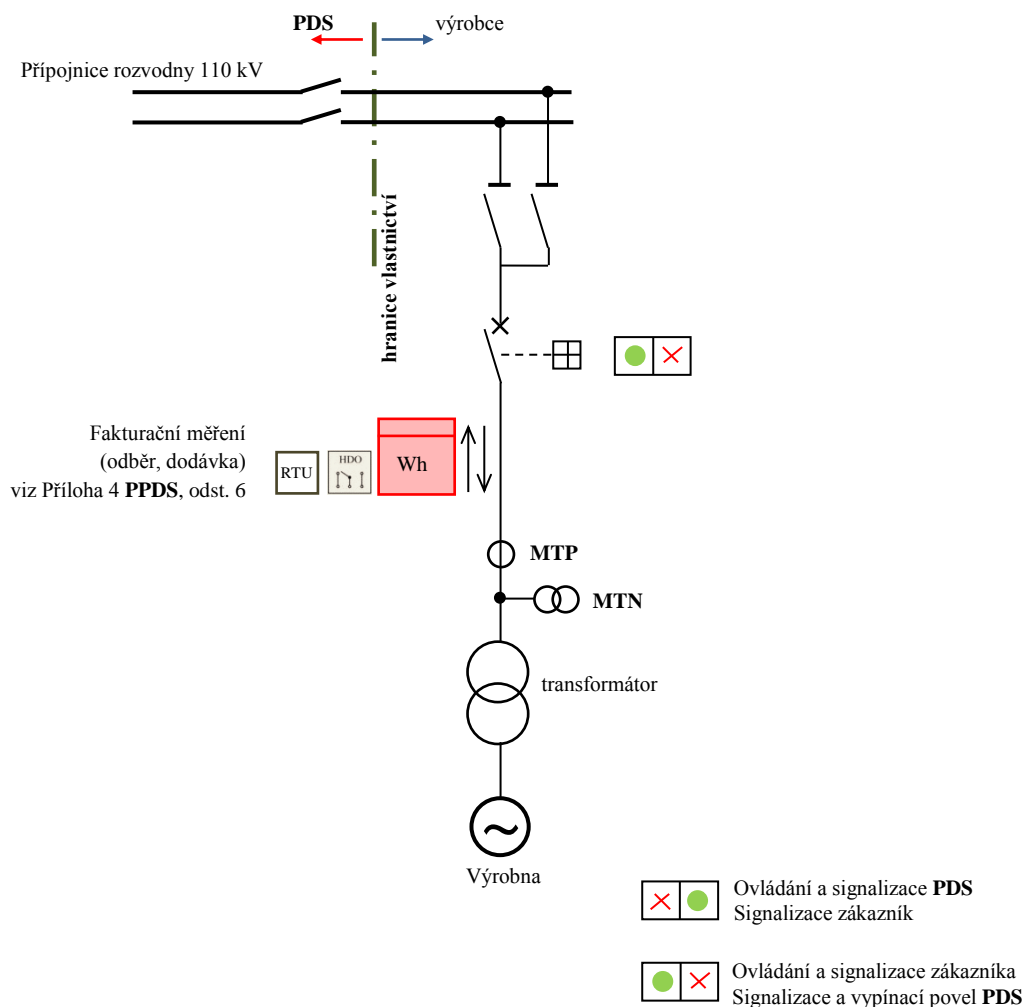 PDS
výrobce
Přípojnice rozvodny 110 kV
hranice vlastnictví
Fakturační měření
(odběr, dodávka)
viz Příloha 4 PPDS, odst. 6
RTU
HDO
Wh
MTP
MTN
transformátor
Výrobna
Ovládání a signalizace PDS
Signalizace zákazník
Ovládání a signalizace zákazníka
Signalizace a vypínací povel PDS